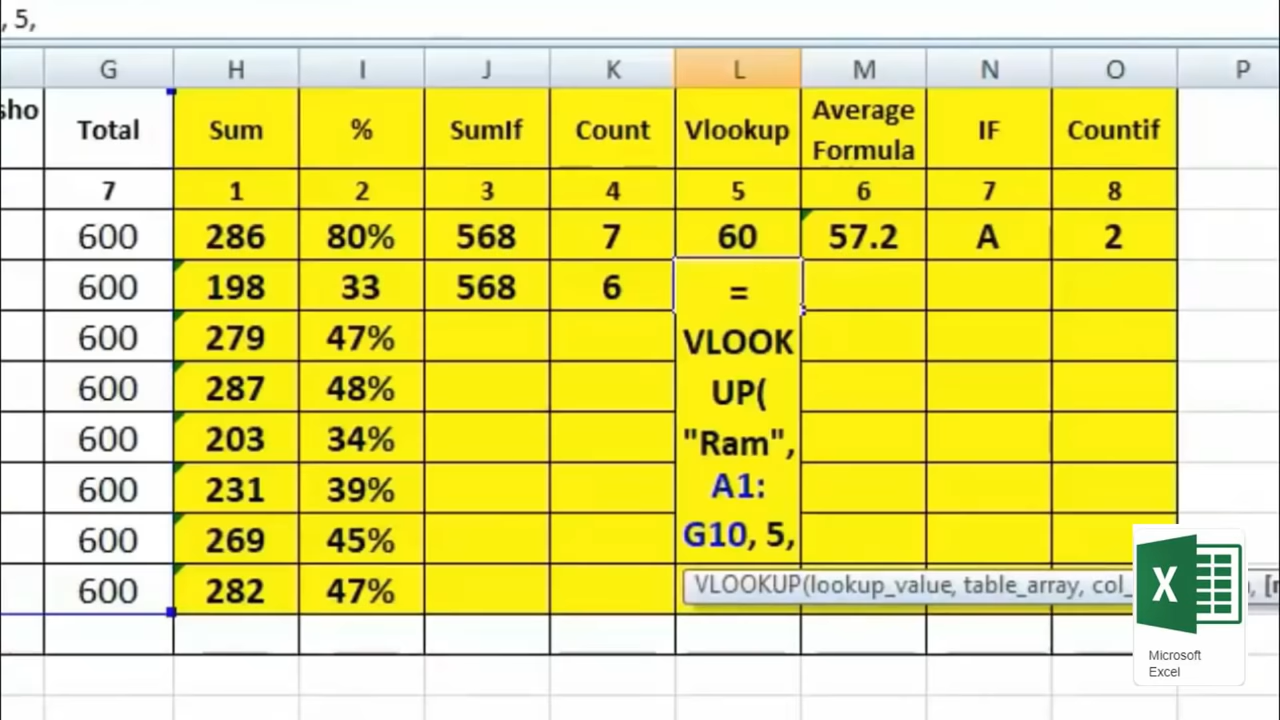 , 5,
G H I J K L M N O P
sho Total Sum % SumIf Count Vlookup Average Formula IF Countif
7 1 2 3 4 5 6 7 8
600 286 80% 568 7 60 57.2 A 2
600 198 33 568 6 =
600 279 47% VLOOK
600 287 48% UP(
600 203 34% "Ram",
600 231 39% A1:
600 269 45% G10, 5,
600 282 47% VLOOKUP(lookup_value, table_array, col_ , [r
X
Microsoft
Excel